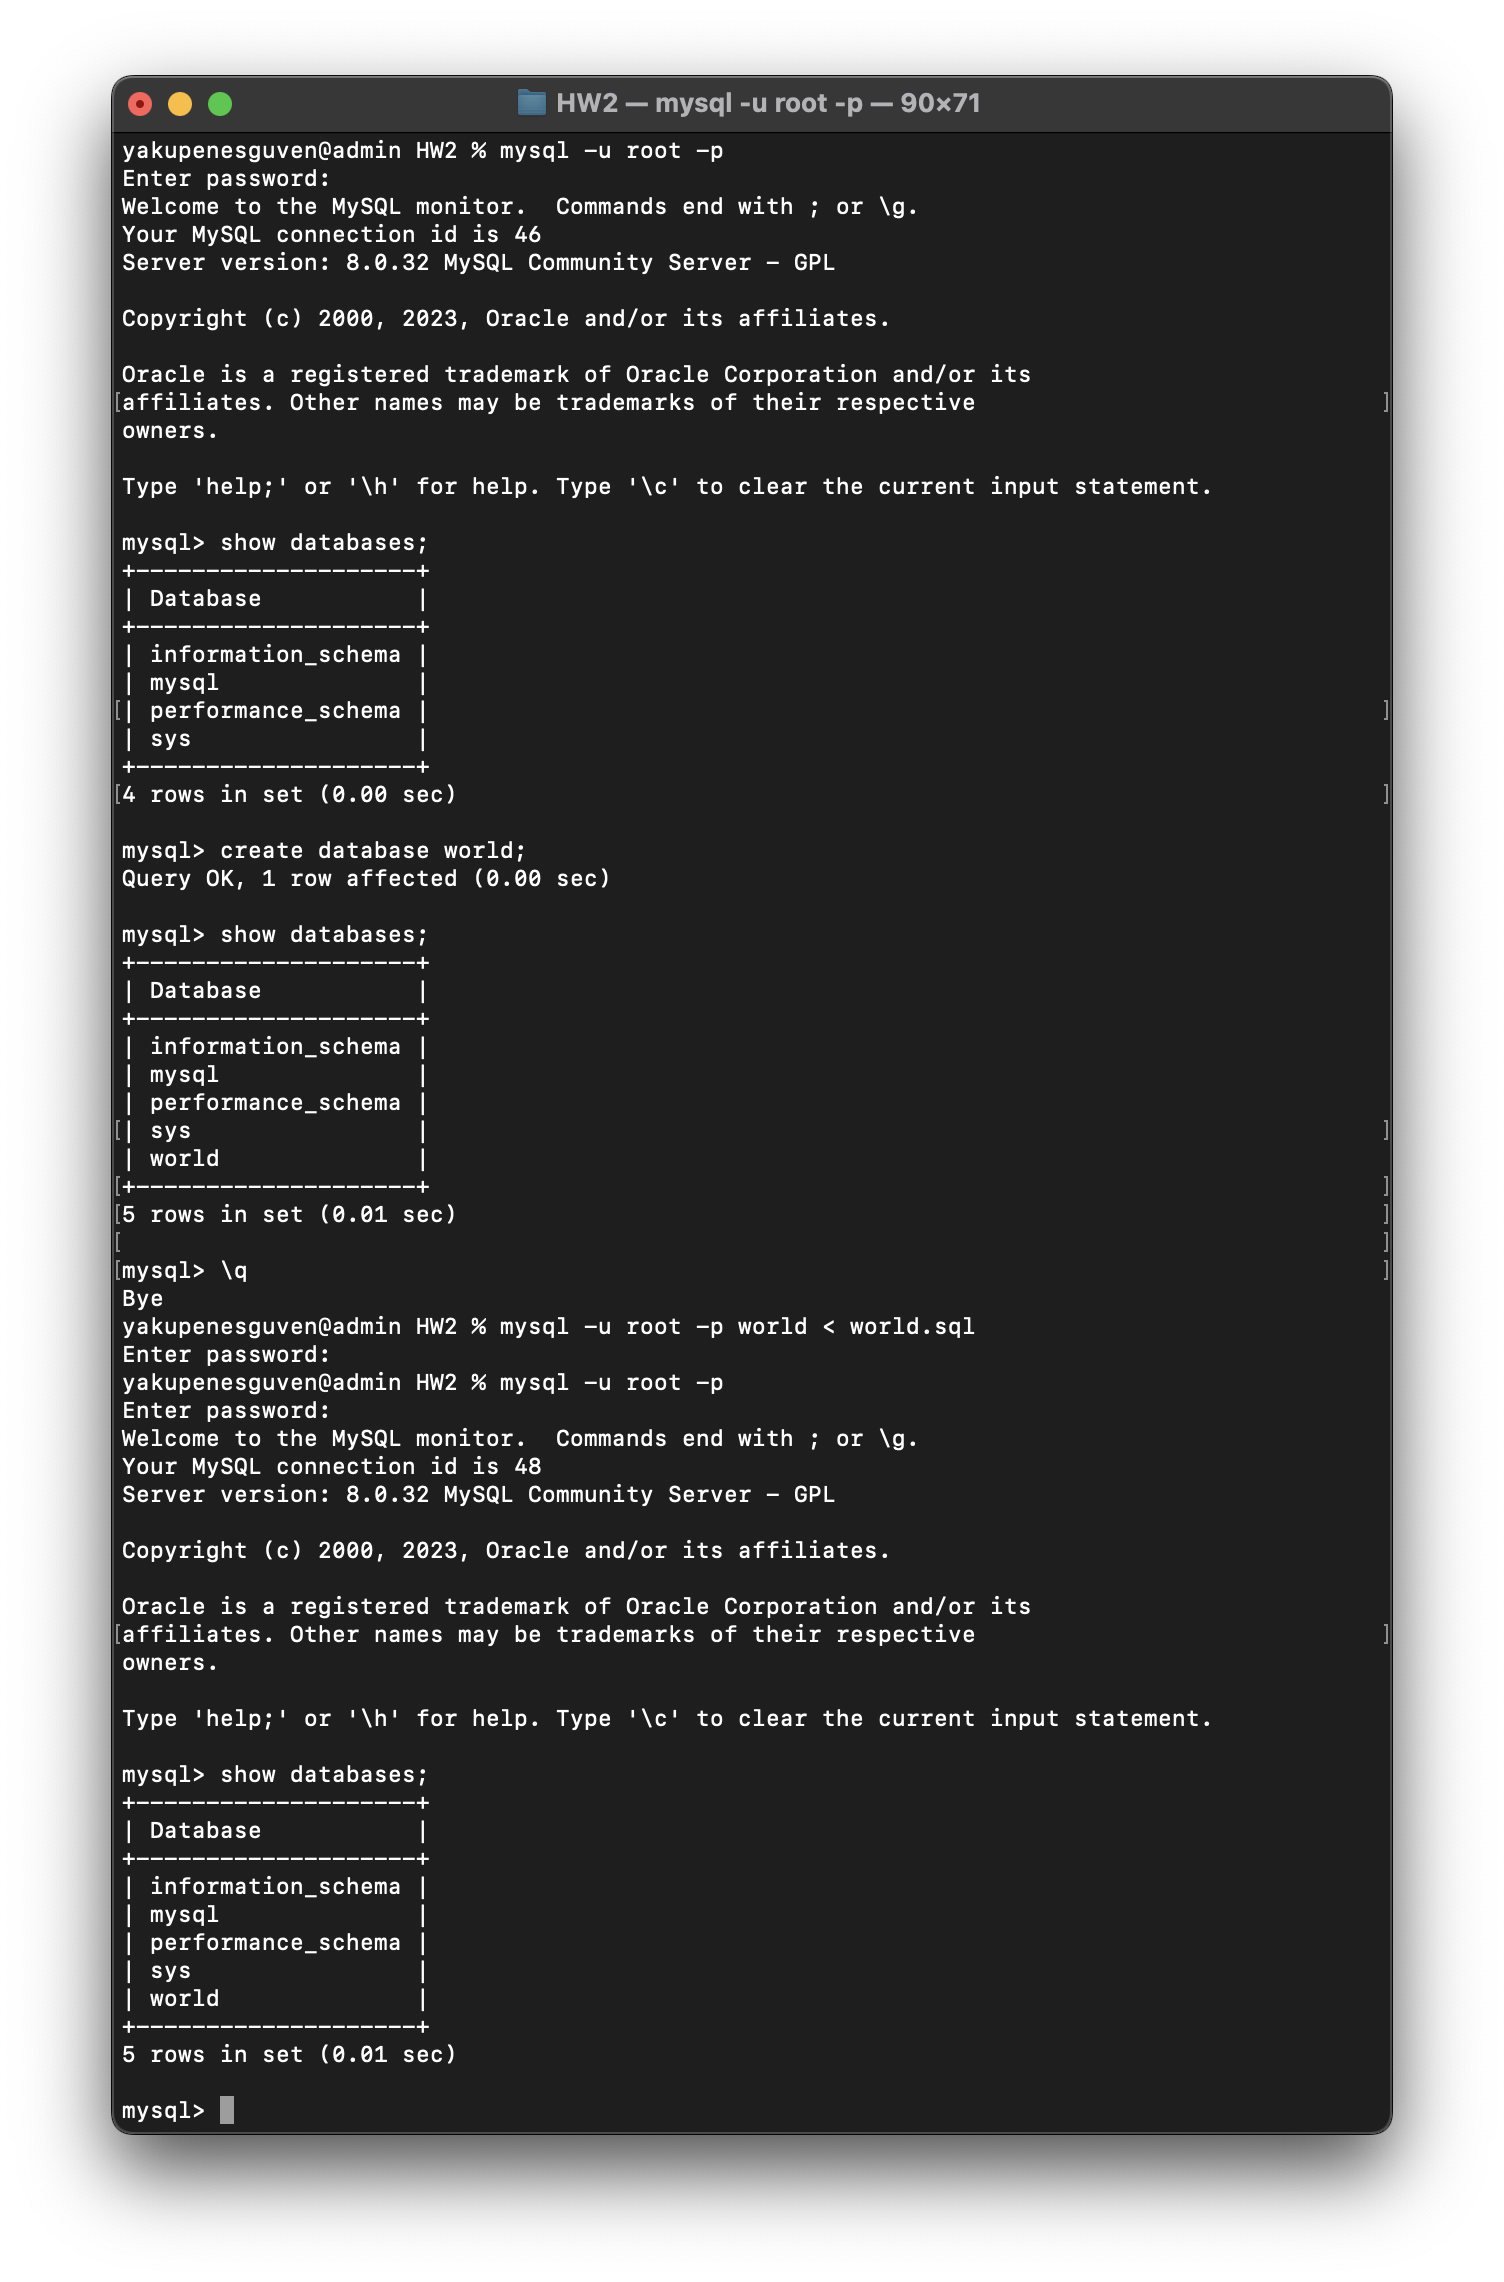 HW2 — mysql -u root -p — 90×71
yakupenesguven@admin HW2 % mysql -u root -p
Enter password:
Welcome to the MySQL monitor.  Commands end with ; or \g.
Your MySQL connection id is 46
Server version: 8.0.32 MySQL Community Server - GPL
Copyright (c) 2000, 2023, Oracle and/or its affiliates.
Oracle is a registered trademark of Oracle Corporation and/or its
[affiliates. Other names may be trademarks of their respective ]
owners.
Type 'help;' or '\h' for help. Type '\c' to clear the current input statement.
mysql> show databases;
+--------------------+
| Database           |
+--------------------+
| information_schema |
| mysql              |
[| performance_schema | ]
| sys                |
+--------------------+
[4 rows in set (0.00 sec) ]
mysql> create database world;
Query OK, 1 row affected (0.00 sec)
mysql> show databases;
+--------------------+
| Database           |
+--------------------+
| information_schema |
| mysql              |
| performance_schema |
[| sys                | ]
| world              |
[+--------------------+ ]
[5 rows in set (0.01 sec) ]
[ ]
[mysql> \q ]
Bye
yakupenesguven@admin HW2 % mysql -u root -p world < world.sql
Enter password:
yakupenesguven@admin HW2 % mysql -u root -p
Enter password:
Welcome to the MySQL monitor.  Commands end with ; or \g.
Your MySQL connection id is 48
Server version: 8.0.32 MySQL Community Server - GPL
Copyright (c) 2000, 2023, Oracle and/or its affiliates.
Oracle is a registered trademark of Oracle Corporation and/or its
[affiliates. Other names may be trademarks of their respective ]
owners.
Type 'help;' or '\h' for help. Type '\c' to clear the current input statement.
mysql> show databases;
+--------------------+
| Database           |
+--------------------+
| information_schema |
| mysql              |
| performance_schema |
| sys                |
| world              |
+--------------------+
5 rows in set (0.01 sec)
mysql>